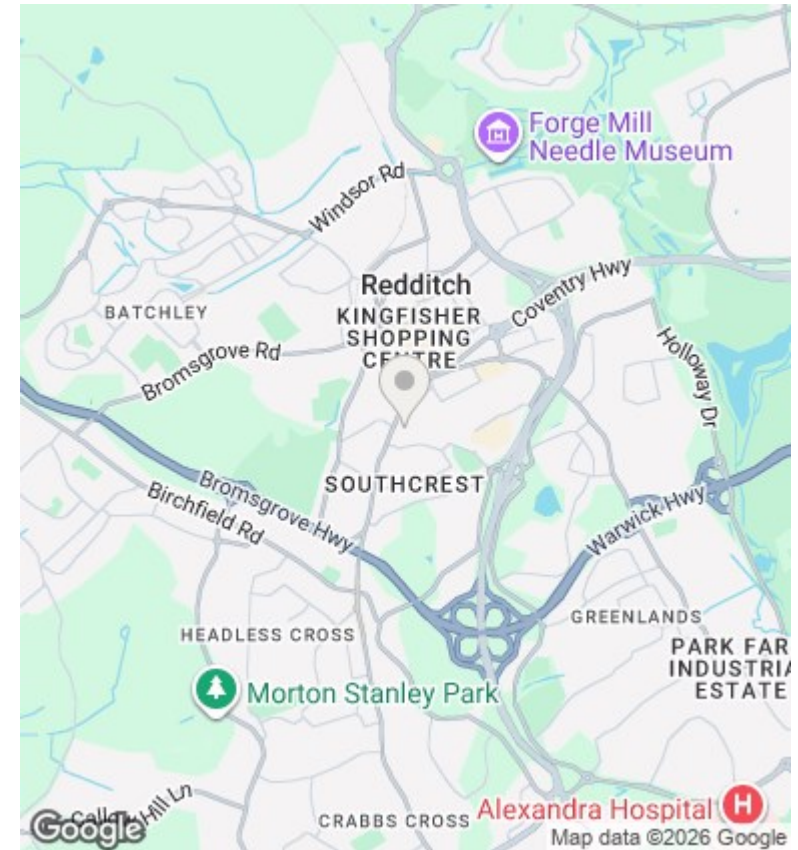 Forge Mill
Needle Museum
Windsor Rd
Redditch
Coventry Hwy
BATCHLEY
KINGFISHER
SHOPPING
CENTRE
Bromsgrove Rd
Holloway Dr
SOUTHCREST
Bromsgrove Hwy
Birchfield Rd
Warwick Hwy
GREENLANDS
HEADLESS CROSS
PARK FAR
INDUSTRIA
ESTATE
Morton Stanley Park
Hill Ln
CRABBS CROSS
Alexandra Hospital
H
Google
Map data ©2026 Google